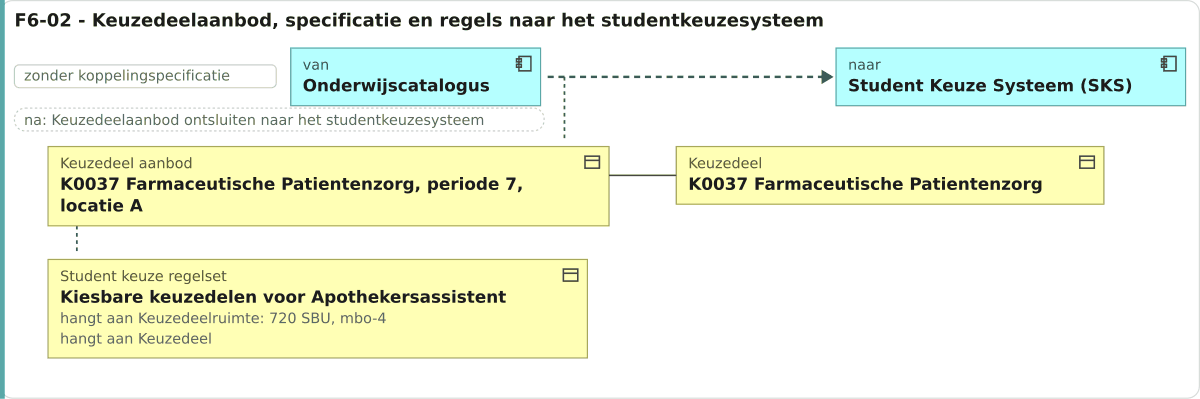 F6-02 - Keuzedeelaanbod, specificatie en regels naar het studentkeuzesysteem
zonder koppelingspecificatie
van
Onderwijscatalogus
naar
Student Keuze Systeem (SKS)
na: Keuzedeelaanbod ontsluiten naar het studentkeuzesysteem
Keuzedeel aanbod
K0037 Farmaceutische Patientenzorg, periode 7,
locatie A
Keuzedeel
K0037 Farmaceutische Patientenzorg
Student keuze regelset
Kiesbare keuzedelen voor Apothekersassistent
hangt aan Keuzedeelruimte: 720 SBU, mbo-4
hangt aan Keuzedeel